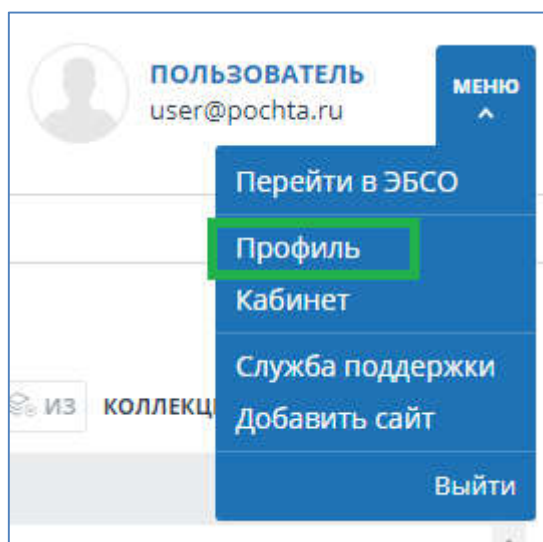 ПОЛЬЗОВАТЕЛЬ
user@pochta.ru
МЕНЮ
Перейти в ЭБСО
Профиль
Кабинет
Служба поддержки
ИЗ КОЛЛЕКЦ
Добавить сайт
Выйти